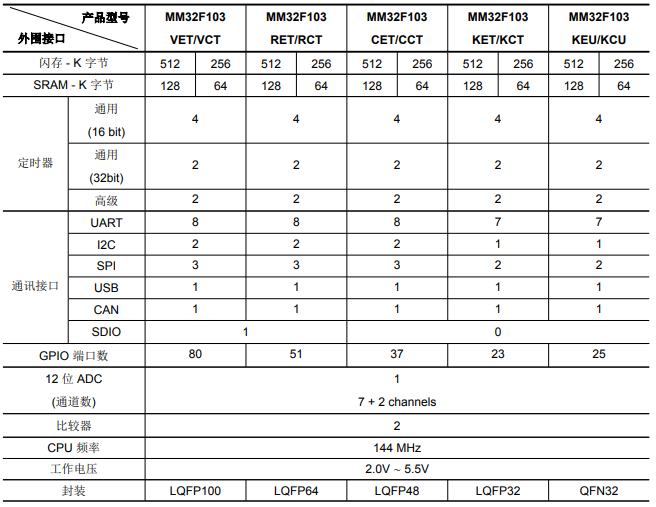 产品型号 MM32F103 MM32F103 MM32F103 MM32F103 MM32F103
外围接口 VET/VCT RET/RCT CET/CCT KET/KCT KEU/KCU
闪存 - K 字节 512 256 512 256 512 256 512 256 512 256
SRAM - K 字节 128 64 128 64 128 64 128 64 128 64
定时器
通用
(16 bit) 4 4 4 4 4
通用
(32bit) 2 2 2 2 2
高级 2 2 2 2 2
通讯接口
UART 8 8 8 7 7
I2C 2 2 2 1 1
SPI 3 3 3 2 2
USB 1 1 1 1 1
CAN 1 1 1 1 1
SDIO 1 0
GPIO 端口数 80 51 37 23 25
12 位 ADC 1
(通道数) 7 + 2 channels
比较器 2
CPU 频率 144 MHz
工作电压 2.0V ~ 5.5V
封装 LQFP100 LQFP64 LQFP48 LQFP32 QFN32